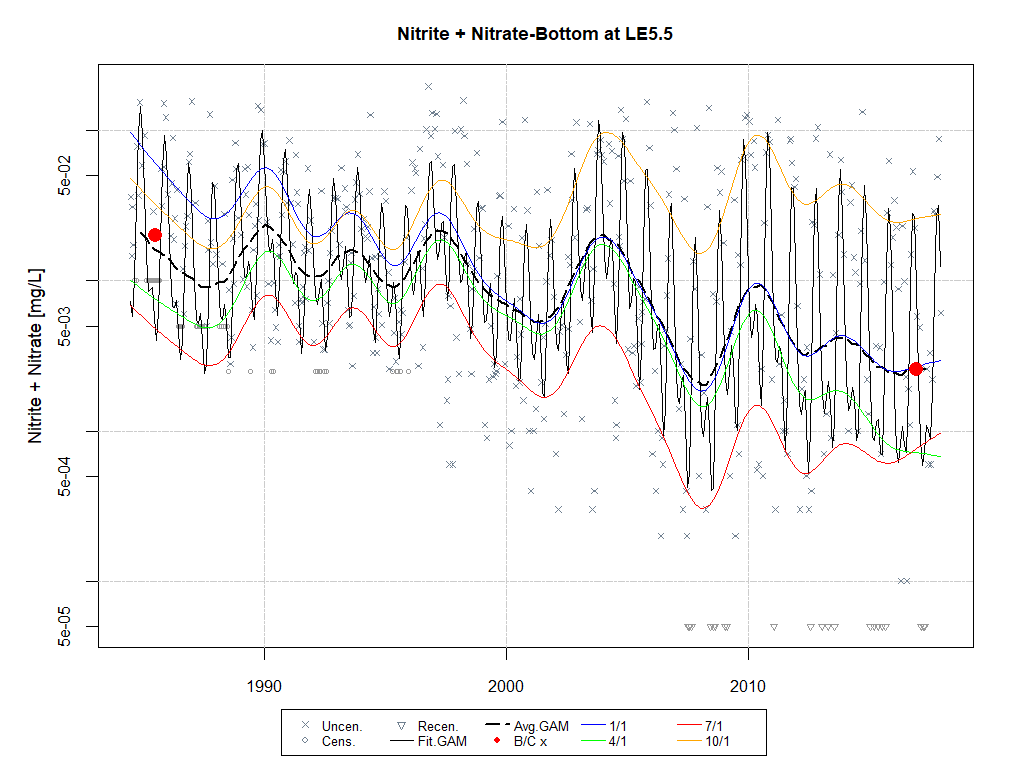 Nitrite + Nitrate-Bottom at LE5.5
Nitrite + Nitrate [mg/L]
5e-02
5e-03
5e-04
5e-05
1990 2000 2010
Uncen. Recen. Avg.GAM 1/1 7/1
Cens. Fit.GAM B/C x 4/1 10/1